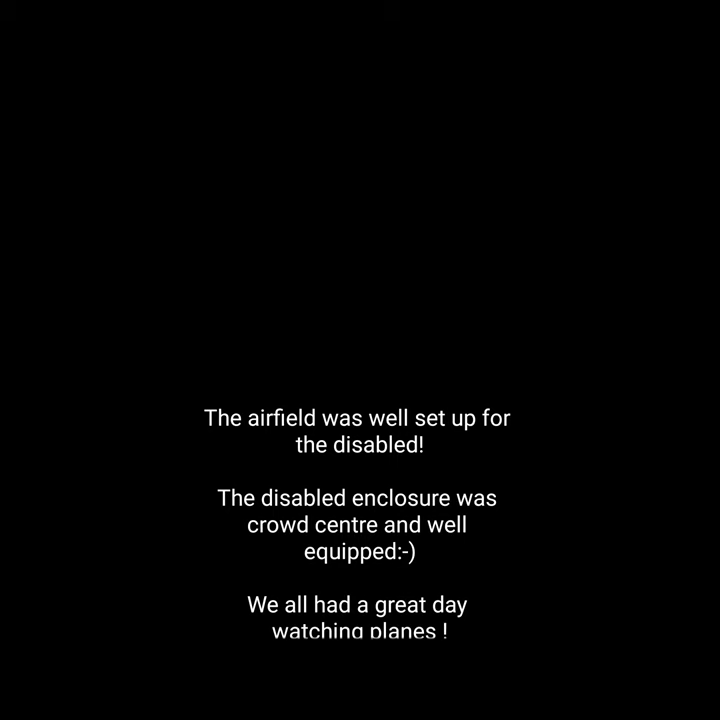 The airfield was well set up for
the disabled!
The disabled enclosure was
crowd centre and well
equipped:-)
We all had a great day
watching planes !